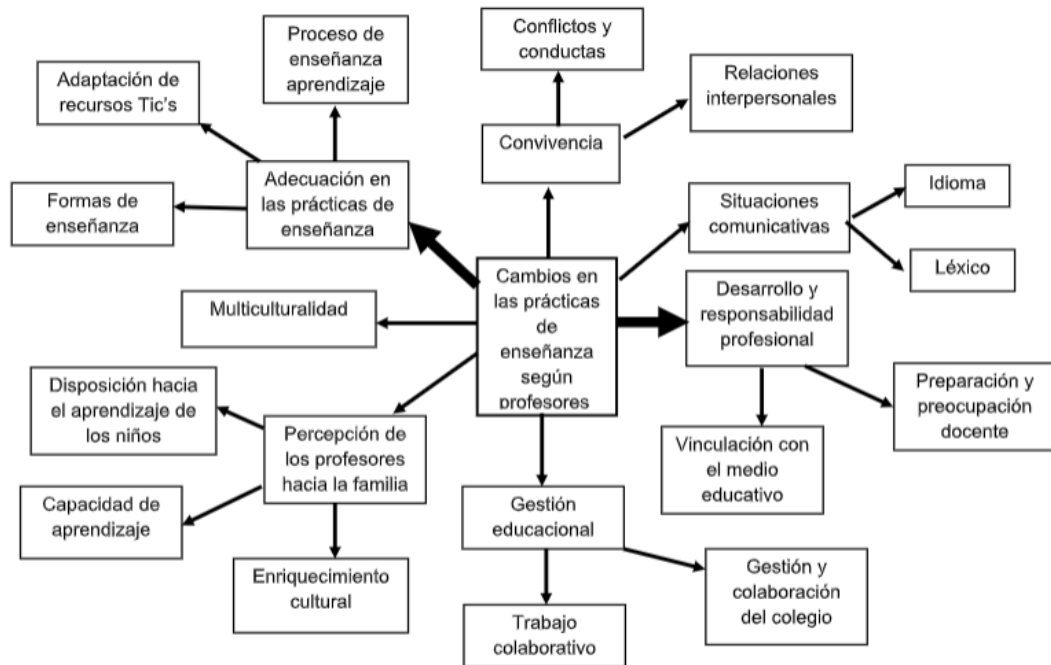 Proceso de
enseñanza
aprendizaje
Conflictos y
conductas
Adaptación de
recursos Tic's
Relaciones
interpersonales
Convivencia
Adecuación en
las prácticas de
enseñanza
Formas de
enseñanza
Situaciones
comunicativas
Idioma
Léxico
Cambios en
las prácticas
de
enseñanza
según
profesores
Multiculturalidad
Desarrollo y
responsabilidad
profesional
Disposición hacia
el aprendizaje de
los niños
Preparación y
preocupación
docente
Percepción de
los profesores
hacia la familia
Vinculación con
el medio
educativo
Capacidad de
aprendizaje
Gestión
educacional
Enriquecimiento
cultural
Gestión y
colaboración
del colegio
Trabajo
colaborativo